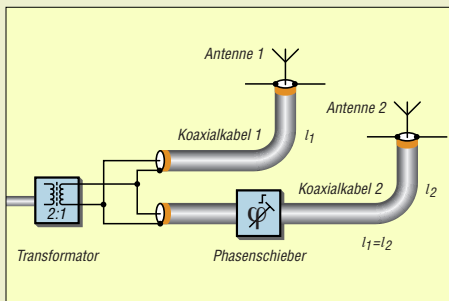 Antenne 1
Antenne 2
Koaxialkabel 1
l1
Koaxialkabel 2
l2
2:1
φ
l1=l2
Transformator
Phasenschieber